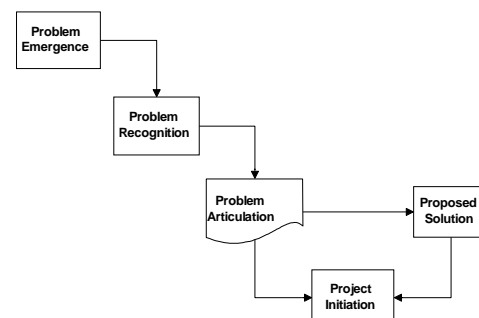 Problem
Emergence
Problem
Recognition
Problem
Articulation
Proposed
Solution
Project
Initiation